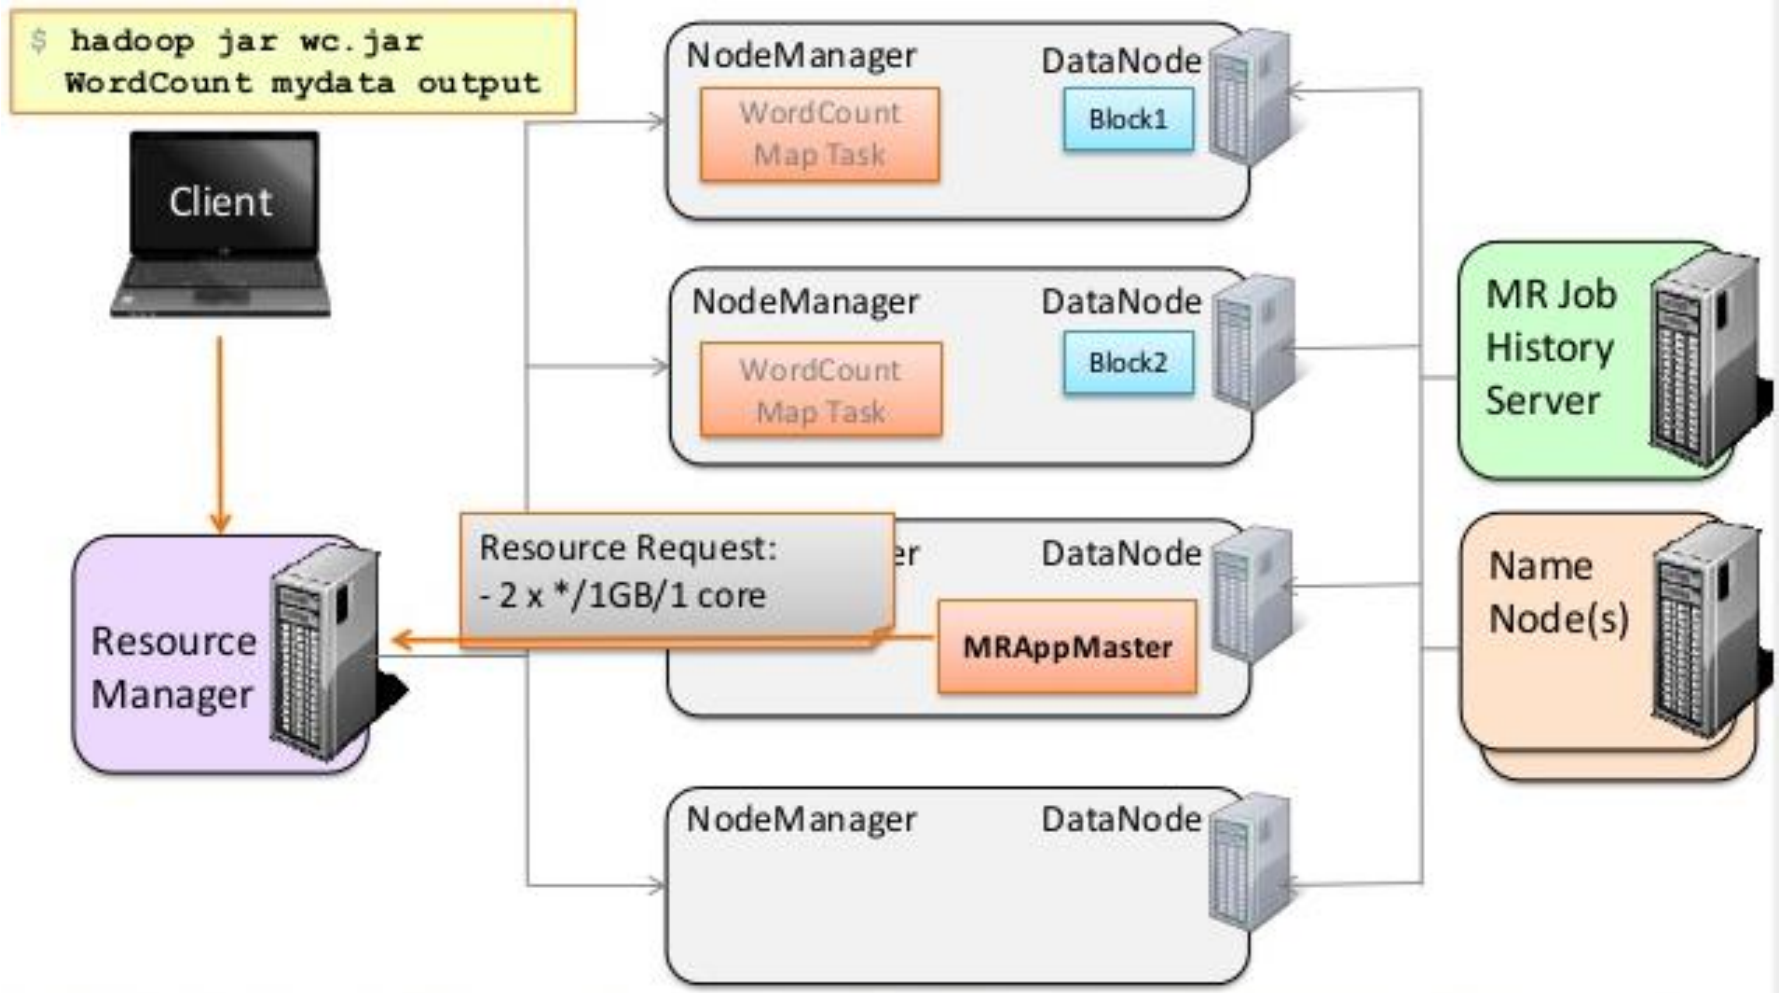 $ hadoop jar wc.jar
WordCount mydata output
Client
NodeManager
DataNode
WordCount
Map Task
Block1
NodeManager
DataNode
WordCount
Map Task
Block2
MR Job
History
Server
Resource Request:
- 2 x */1GB/1 core
er
DataNode
MRAppMaster
Resource
Manager
Name
Node(s)
NodeManager
DataNode